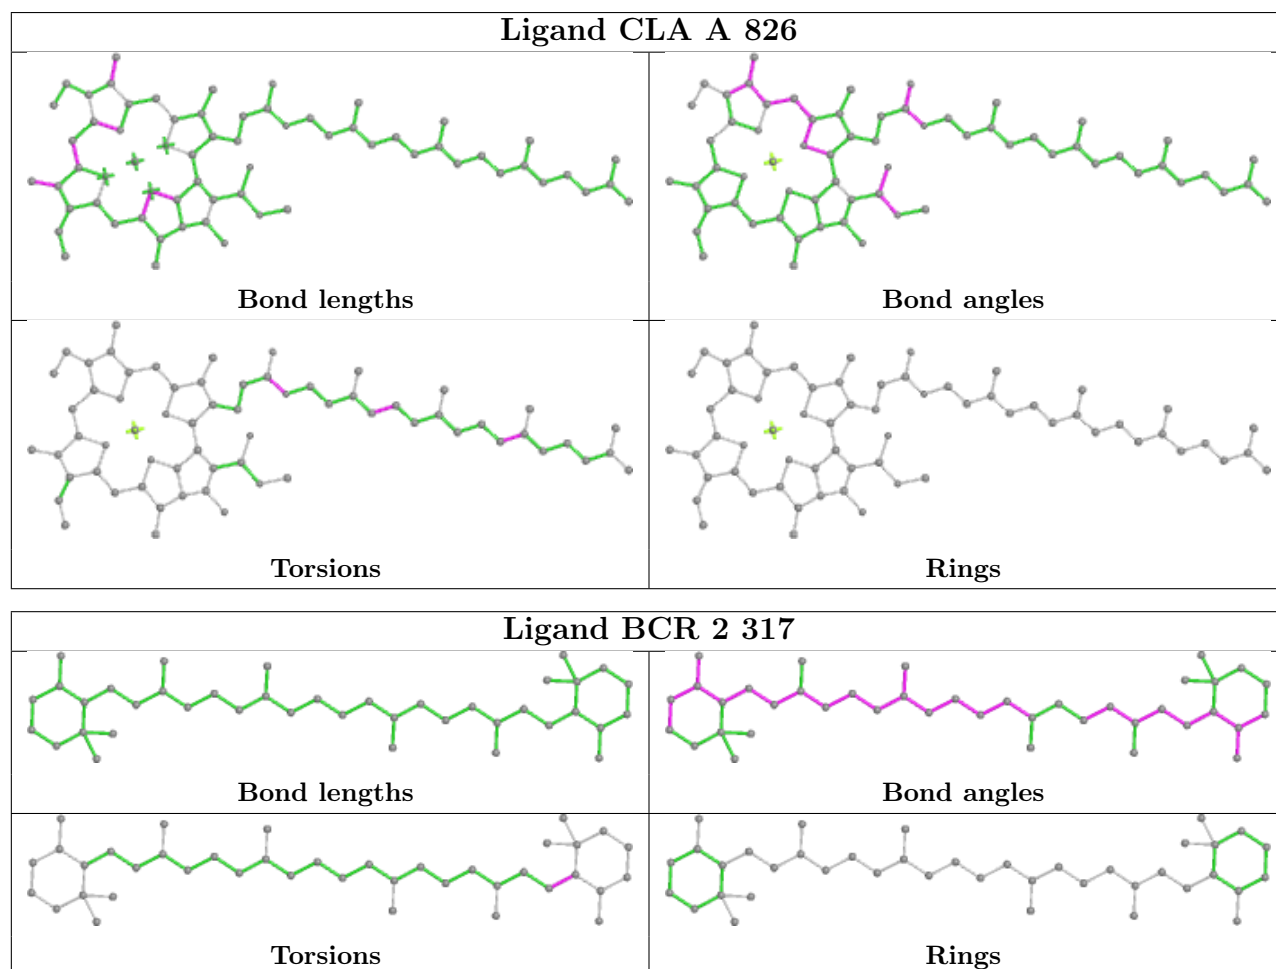 Ligand CLA A 826
Bond lengths
Bond angles
Torsions
Rings
Ligand BCR 2 317
Bond lengths
Bond angles
Torsions
Rings